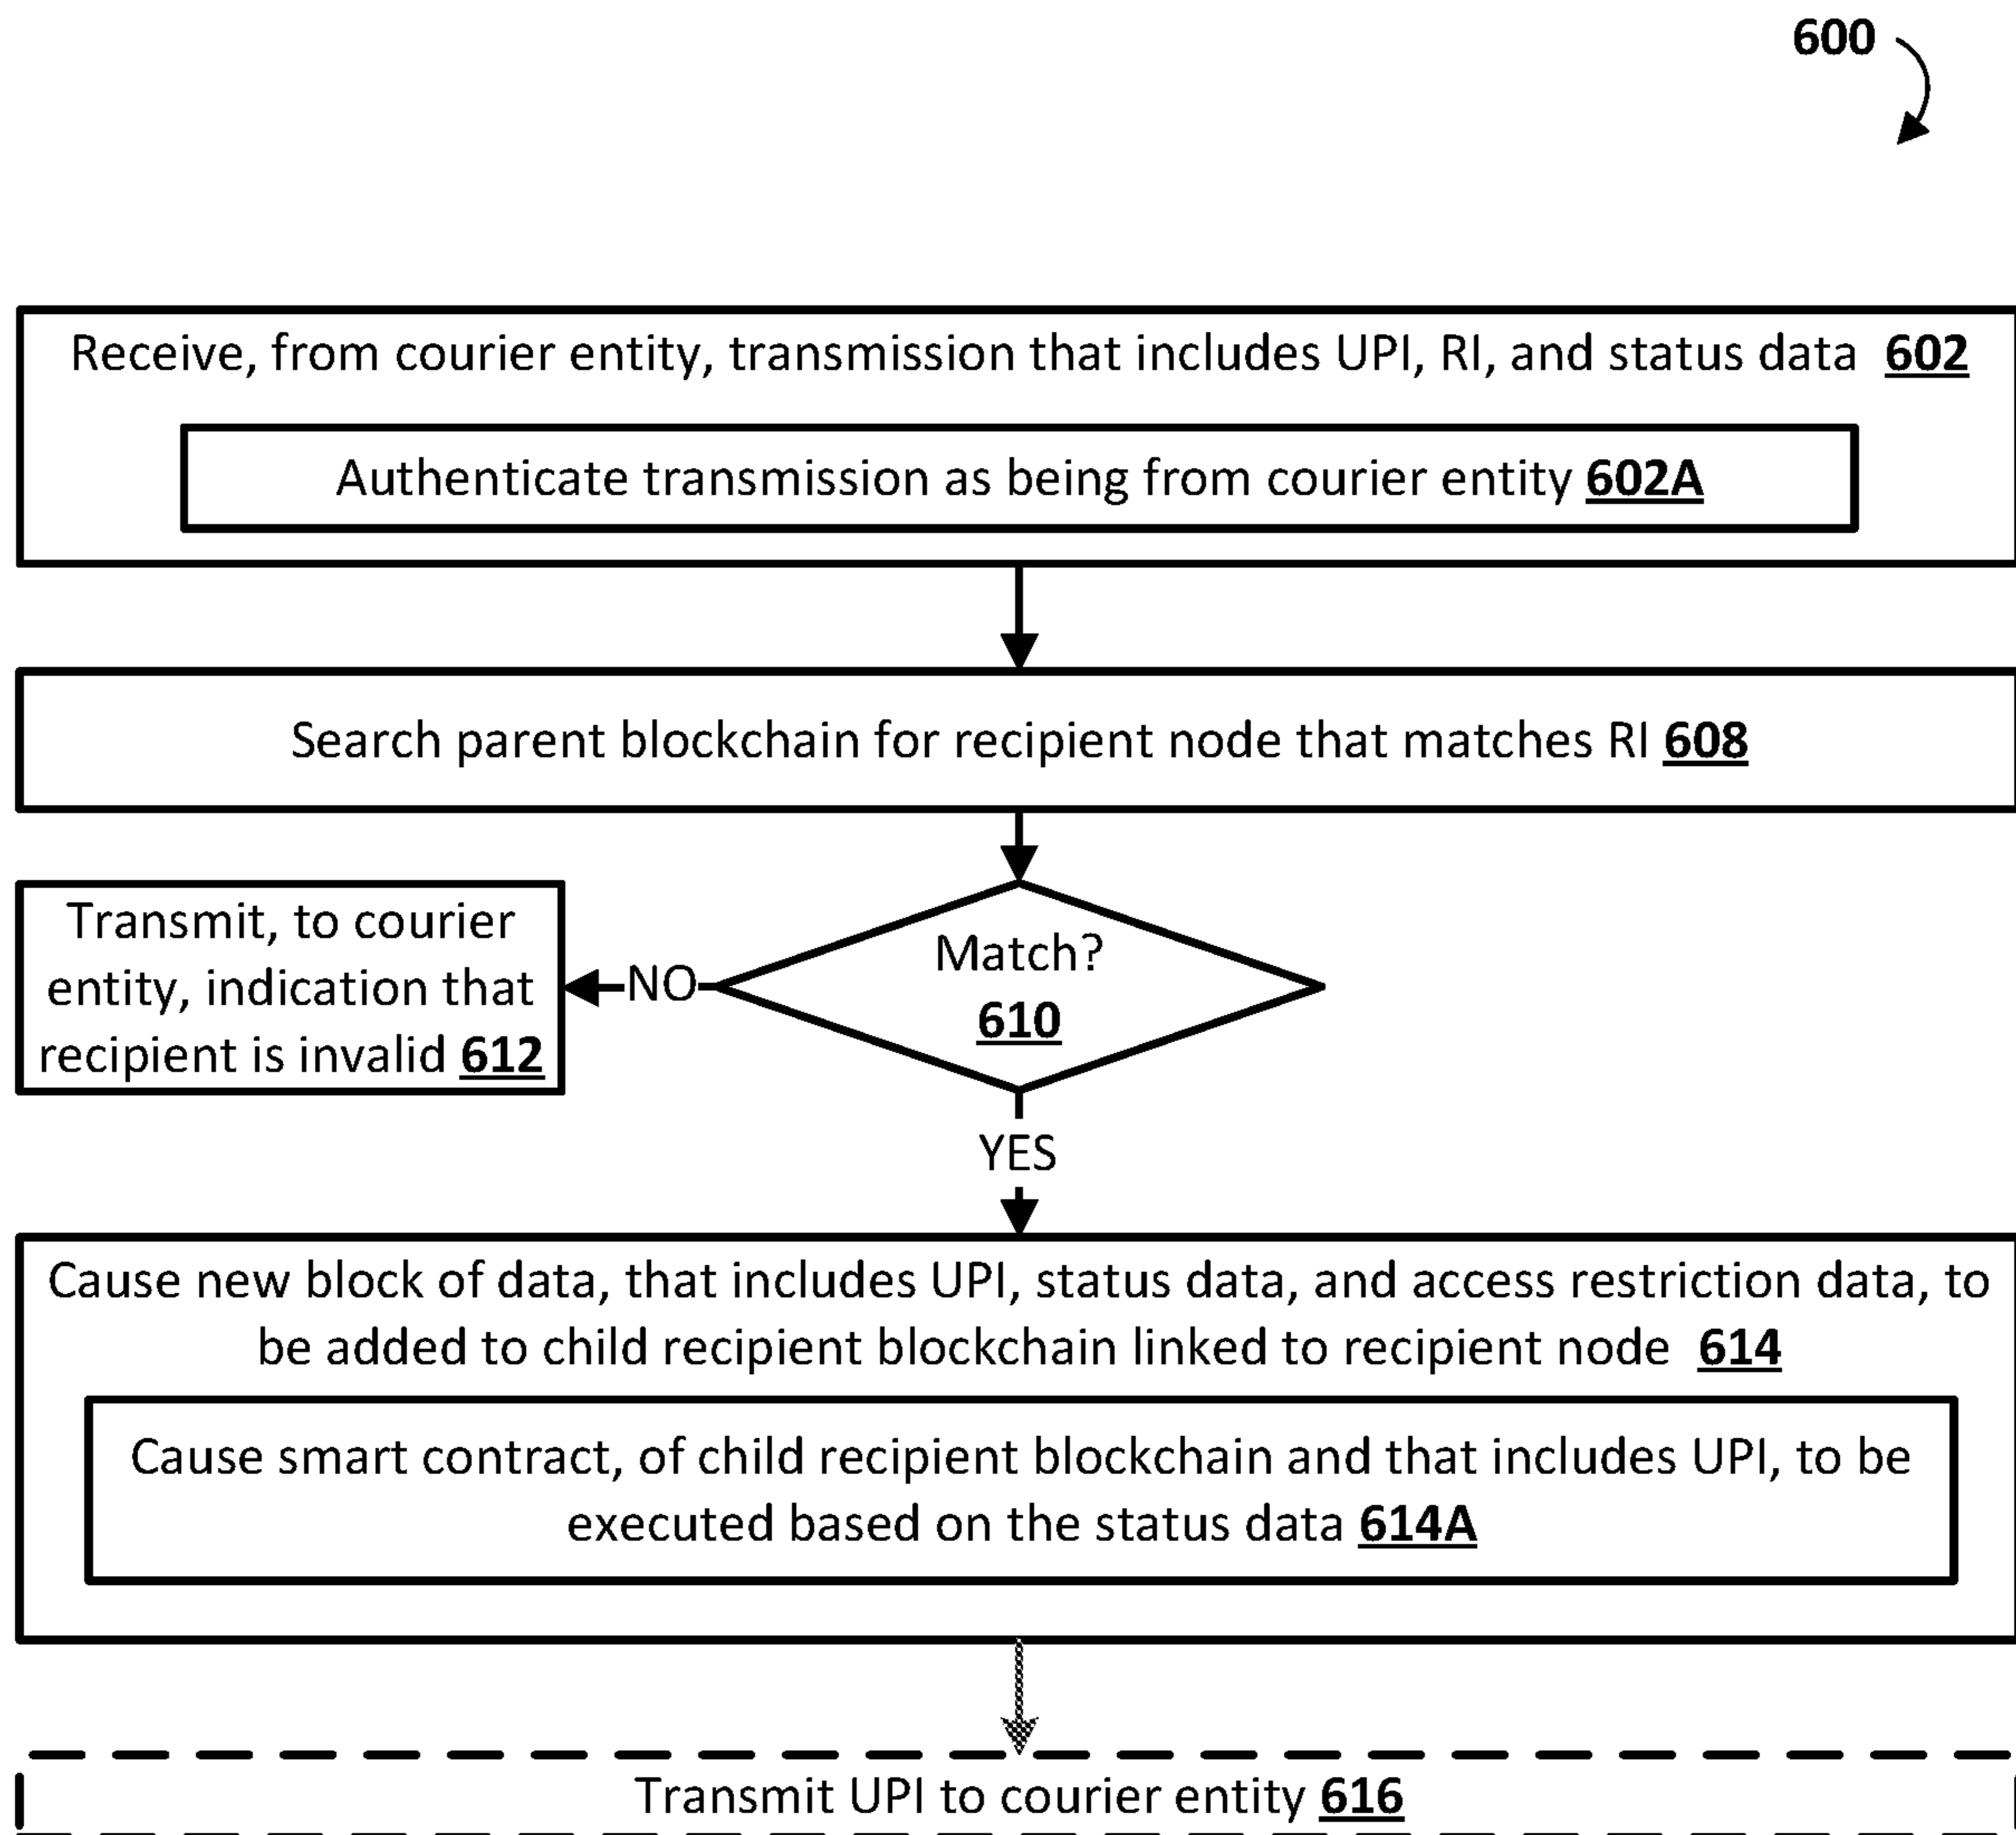 600
Receive, from courier entity, transmission that includes UPI, RI, and status data 602
Authenticate transmission as being from courier entity 602A
Search parent blockchain for recipient node that matches RI 608
Match?
610
NO
Transmit, to courier
entity, indication that
recipient is invalid 612
YES
Cause new block of data, that includes UPI, status data, and access restriction data, to
be added to child recipient blockchain linked to recipient node 614
Cause smart contract, of child recipient blockchain and that includes UPI, to be
executed based on the status data 614A
Transmit UPI to courier entity 616